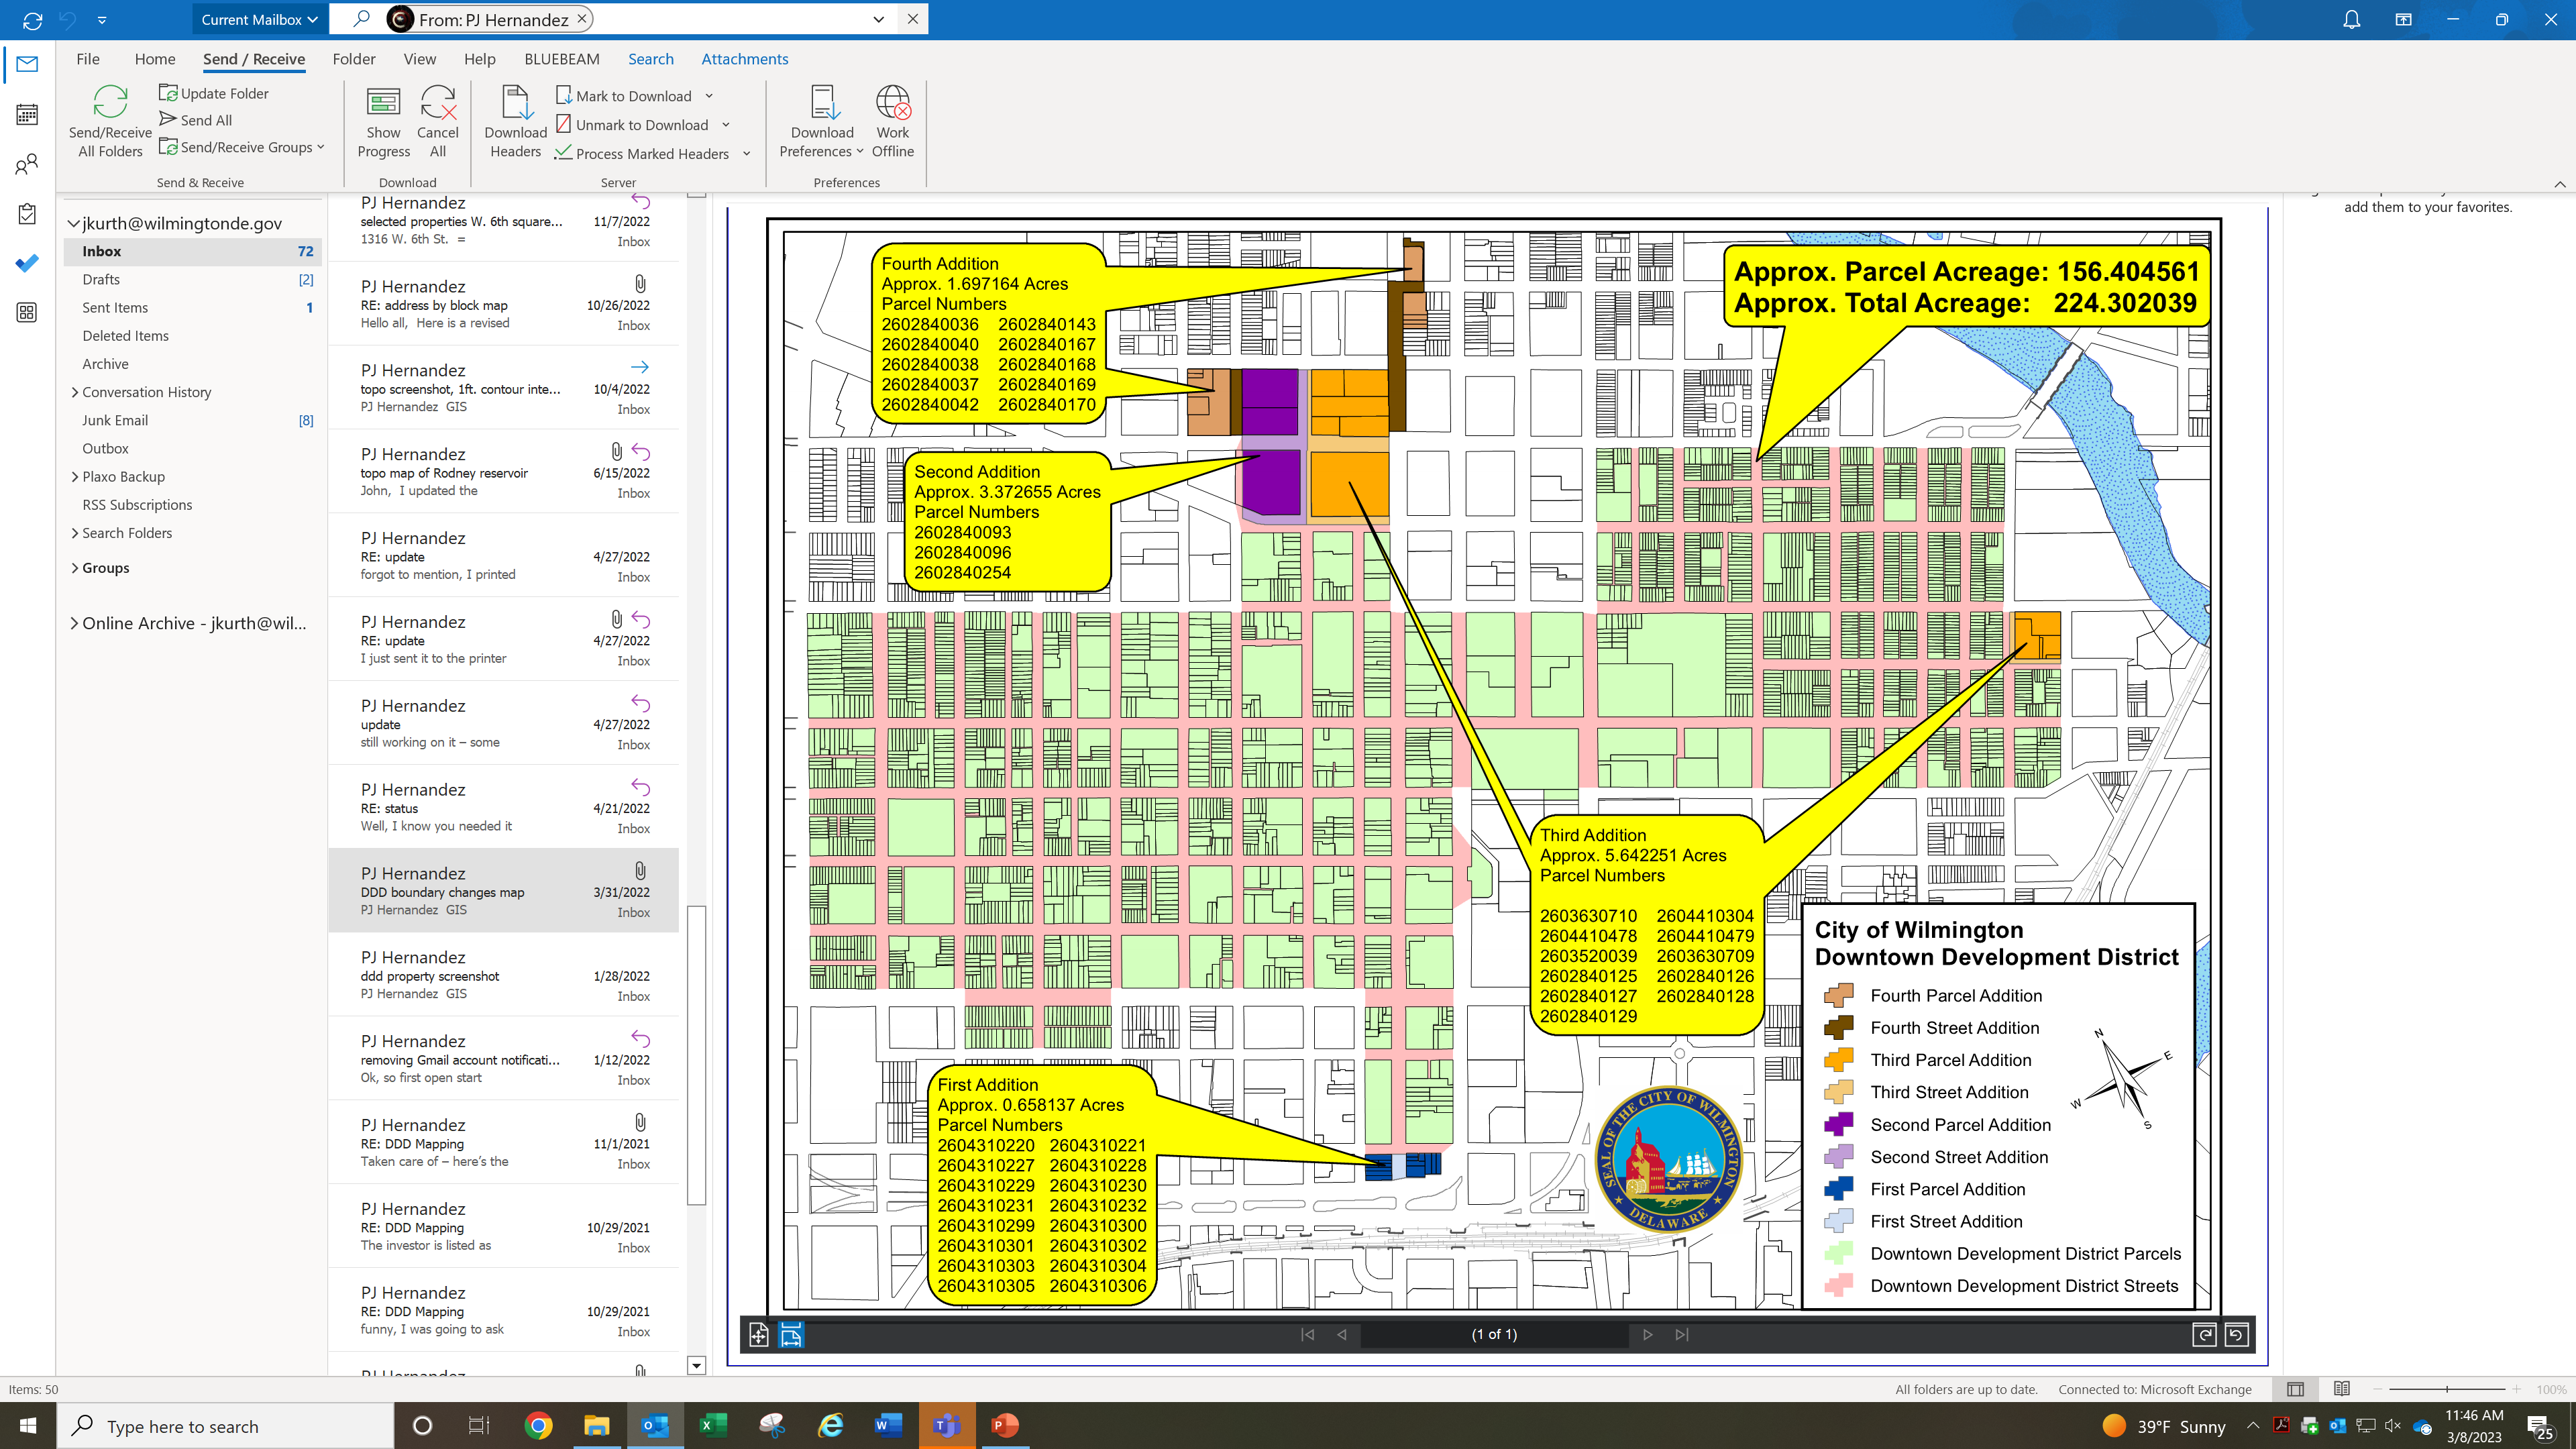 Current Mailbox
From: PJ Hernandez
File Home Send / Receive Folder View Help BLUEBEAM Search Attachments
Send/Receive All Folders
Update Folder
Send All
Send/Receive Groups
Send & Receive
Show Progress
Cancel All
Download
Download Headers
Mark to Download
Unmark to Download
Process Marked Headers
Server
Download Preferences
Work Offline
Preferences
jkurth@wilmingtonde.gov
Inbox 72
Drafts [2]
Sent Items 1
Deleted Items
Archive
Conversation History
Junk Email [8]
Outbox
Plaxo Backup
RSS Subscriptions
Search Folders
Groups
Online Archive - jkurth@wil...
PJ Hernandez
selected properties W. 6th square... 11/7/2022
1316 W. 6th St. = Inbox
PJ Hernandez
RE: address by block map 10/26/2022
Hello all, Here is a revised Inbox
PJ Hernandez
topo screenshot, 1ft. contour inte... 10/4/2022
PJ Hernandez GIS Inbox
PJ Hernandez
topo map of Rodney reservoir 6/15/2022
John, I updated the Inbox
PJ Hernandez
RE: update 4/27/2022
forgot to mention, I printed Inbox
PJ Hernandez
RE: update 4/27/2022
I just sent it to the printer Inbox
PJ Hernandez
update 4/27/2022
still working on it – some Inbox
PJ Hernandez
RE: status 4/21/2022
Well, I know you needed it Inbox
PJ Hernandez
DDD boundary changes map 3/31/2022
PJ Hernandez GIS Inbox
PJ Hernandez
ddd property screenshot 1/28/2022
PJ Hernandez GIS Inbox
PJ Hernandez
removing Gmail account notificati... 1/12/2022
Ok, so first open start Inbox
PJ Hernandez
RE: DDD Mapping 11/1/2021
Taken care of – here's the Inbox
PJ Hernandez
RE: DDD Mapping 10/29/2021
The investor is listed as Inbox
PJ Hernandez
RE: DDD Mapping 10/29/2021
funny, I was going to ask Inbox
add them to your favorites.
Fourth Addition
Approx. 1.697164 Acres
Parcel Numbers
2602840036 2602840143
2602840040 2602840167
2602840038 2602840168
2602840037 2602840169
2602840042 2602840170
Approx. Parcel Acreage: 156.404561
Approx. Total Acreage: 224.302039
Second Addition
Approx. 3.372655 Acres
Parcel Numbers
2602840093
2602840096
2602840254
Third Addition
Approx. 5.642251 Acres
Parcel Numbers
2603630710 2604410304
2604410478 2604410479
2603520039 2603630709
2602840125 2602840126
2602840127 2602840128
2602840129
First Addition
Approx. 0.658137 Acres
Parcel Numbers
2604310220 2604310221
2604310227 2604310228
2604310229 2604310230
2604310231 2604310232
2604310299 2604310300
2604310301 2604310302
2604310303 2604310304
2604310305 2604310306
SEAL OF THE CITY OF WILMINGTON
DELAWARE
City of Wilmington
Downtown Development District
Fourth Parcel Addition
Fourth Street Addition
Third Parcel Addition
Third Street Addition
Second Parcel Addition
Second Street Addition
First Parcel Addition
First Street Addition
Downtown Development District Parcels
Downtown Development District Streets
N
E
W
S
(1 of 1)
Items: 50
All folders are up to date. Connected to: Microsoft Exchange
100%
Type here to search
39°F Sunny
11:46 AM
3/8/2023
25